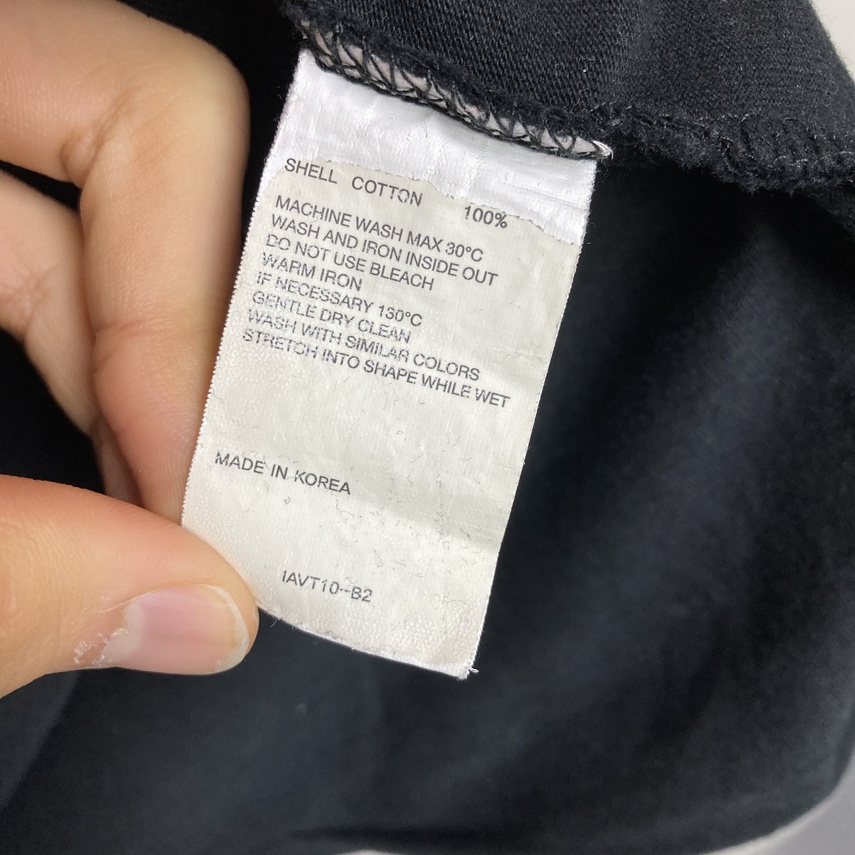 SHELL COTTON 100%
MACHINE WASH MAX 30°C
WASH AND IRON INSIDE OUT
DO NOT USE BLEACH
WARM IRON
IF NECESSARY 130°C
GENTLE DRY CLEAN
WASH WITH SIMILAR COLORS
STRETCH INTO SHAPE WHILE WET
MADE IN KOREA
IAVT10-B2